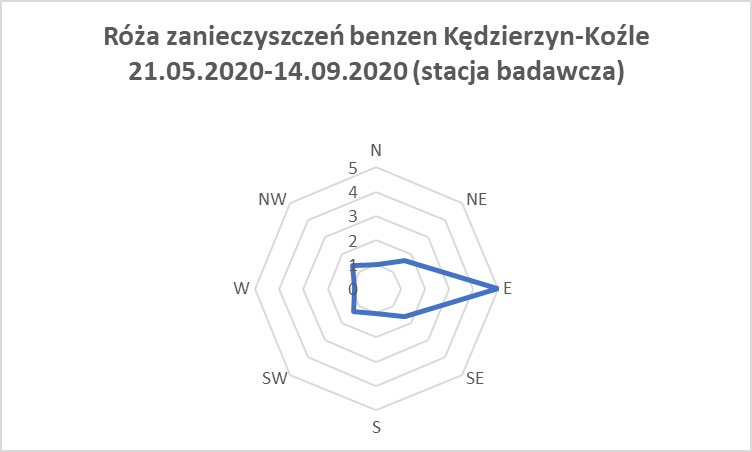 Róża zanieczyszczeń benzen Kędzierzyn-Koźle
21.05.2020-14.09.2020 (stacja badawcza)
N
5
NW
4
NE
3
2
1
W
0
E
SW
SE
S